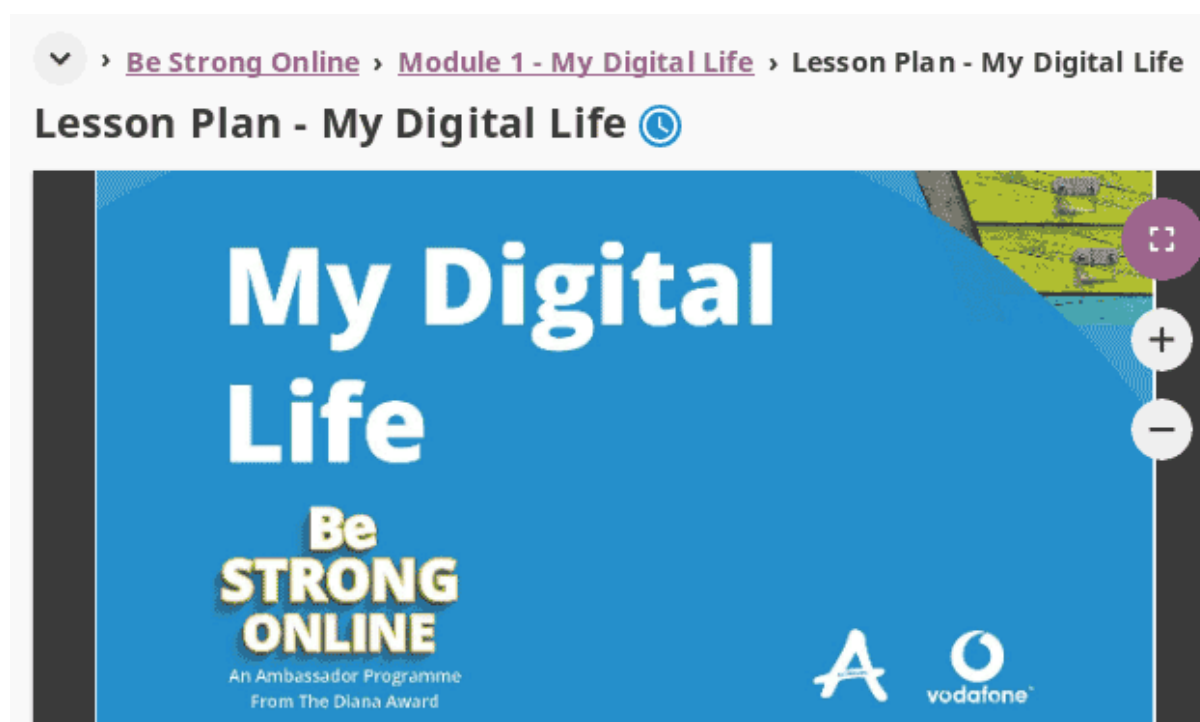 › Be Strong Online › Module 1 - My Digital Life › Lesson Plan - My Digital Life
Lesson Plan - My Digital Life
My Digital
Life
Be
STRONG
ONLINE
An Ambassador Programme
From The Diana Award
vodafone